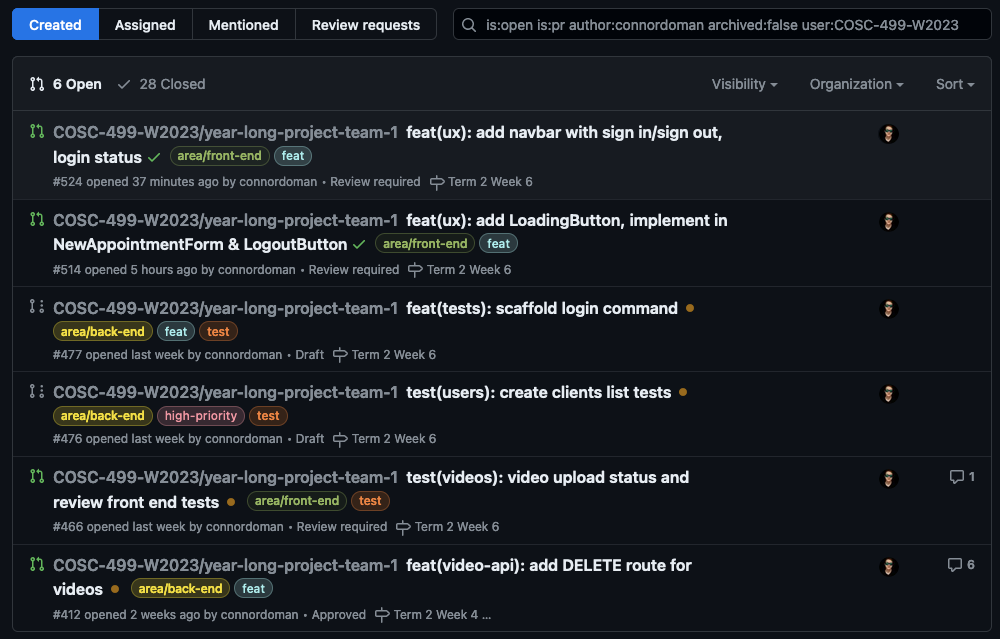 Created Assigned Mentioned Review requests is:open is:pr author:connordoman archived:false user:COSC-499-W2023
6 Open 28 Closed Visibility Organization Sort
COSC-499-W2023/year-long-project-team-1 feat(ux): add navbar with sign in/sign out,
login status area/front-end feat
#524 opened 37 minutes ago by connordoman • Review required Term 2 Week 6
COSC-499-W2023/year-long-project-team-1 feat(ux): add LoadingButton, implement in
NewAppointmentForm & LogoutButton area/front-end feat
#514 opened 5 hours ago by connordoman • Review required Term 2 Week 6
COSC-499-W2023/year-long-project-team-1 feat(tests): scaffold login command
area/back-end feat test
#477 opened last week by connordoman • Draft Term 2 Week 6
COSC-499-W2023/year-long-project-team-1 test(users): create clients list tests
area/back-end high-priority test
#476 opened last week by connordoman • Draft Term 2 Week 6
COSC-499-W2023/year-long-project-team-1 test(videos): video upload status and 1
review front end tests area/front-end test
#466 opened last week by connordoman • Review required Term 2 Week 6
COSC-499-W2023/year-long-project-team-1 feat(video-api): add DELETE route for 6
videos area/back-end feat
#412 opened 2 weeks ago by connordoman • Approved Term 2 Week 4 ...